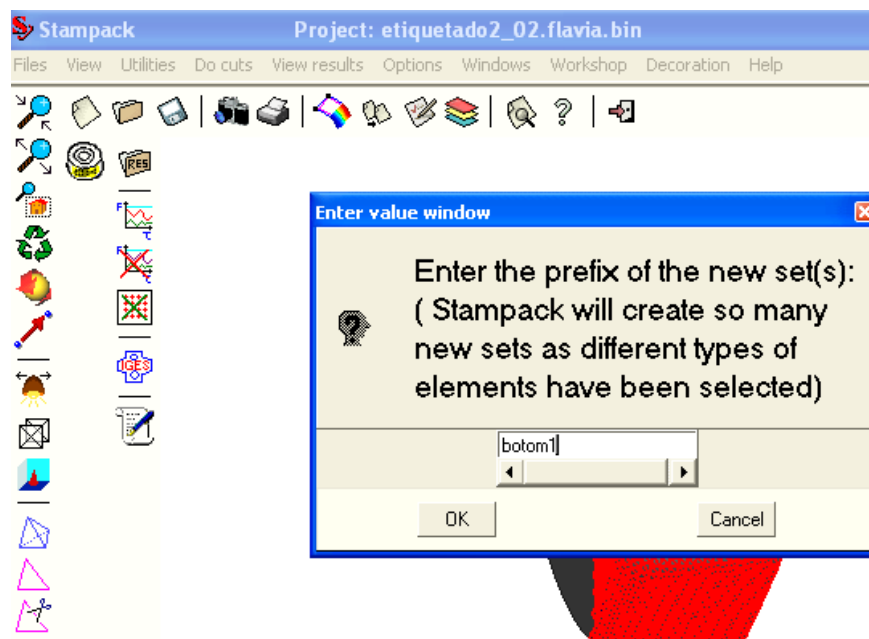 Stampack Project: etiquetado2_02.flavia.bin
Files View Utilities Do cuts View results Options Windows Workshop Decoration Help
RES
Enter value window
F
τ
Enter the prefix of the new set(s):
( Stampack will create so many
new sets as different types of
elements have been selected)
IGES
botom1
OK Cancel